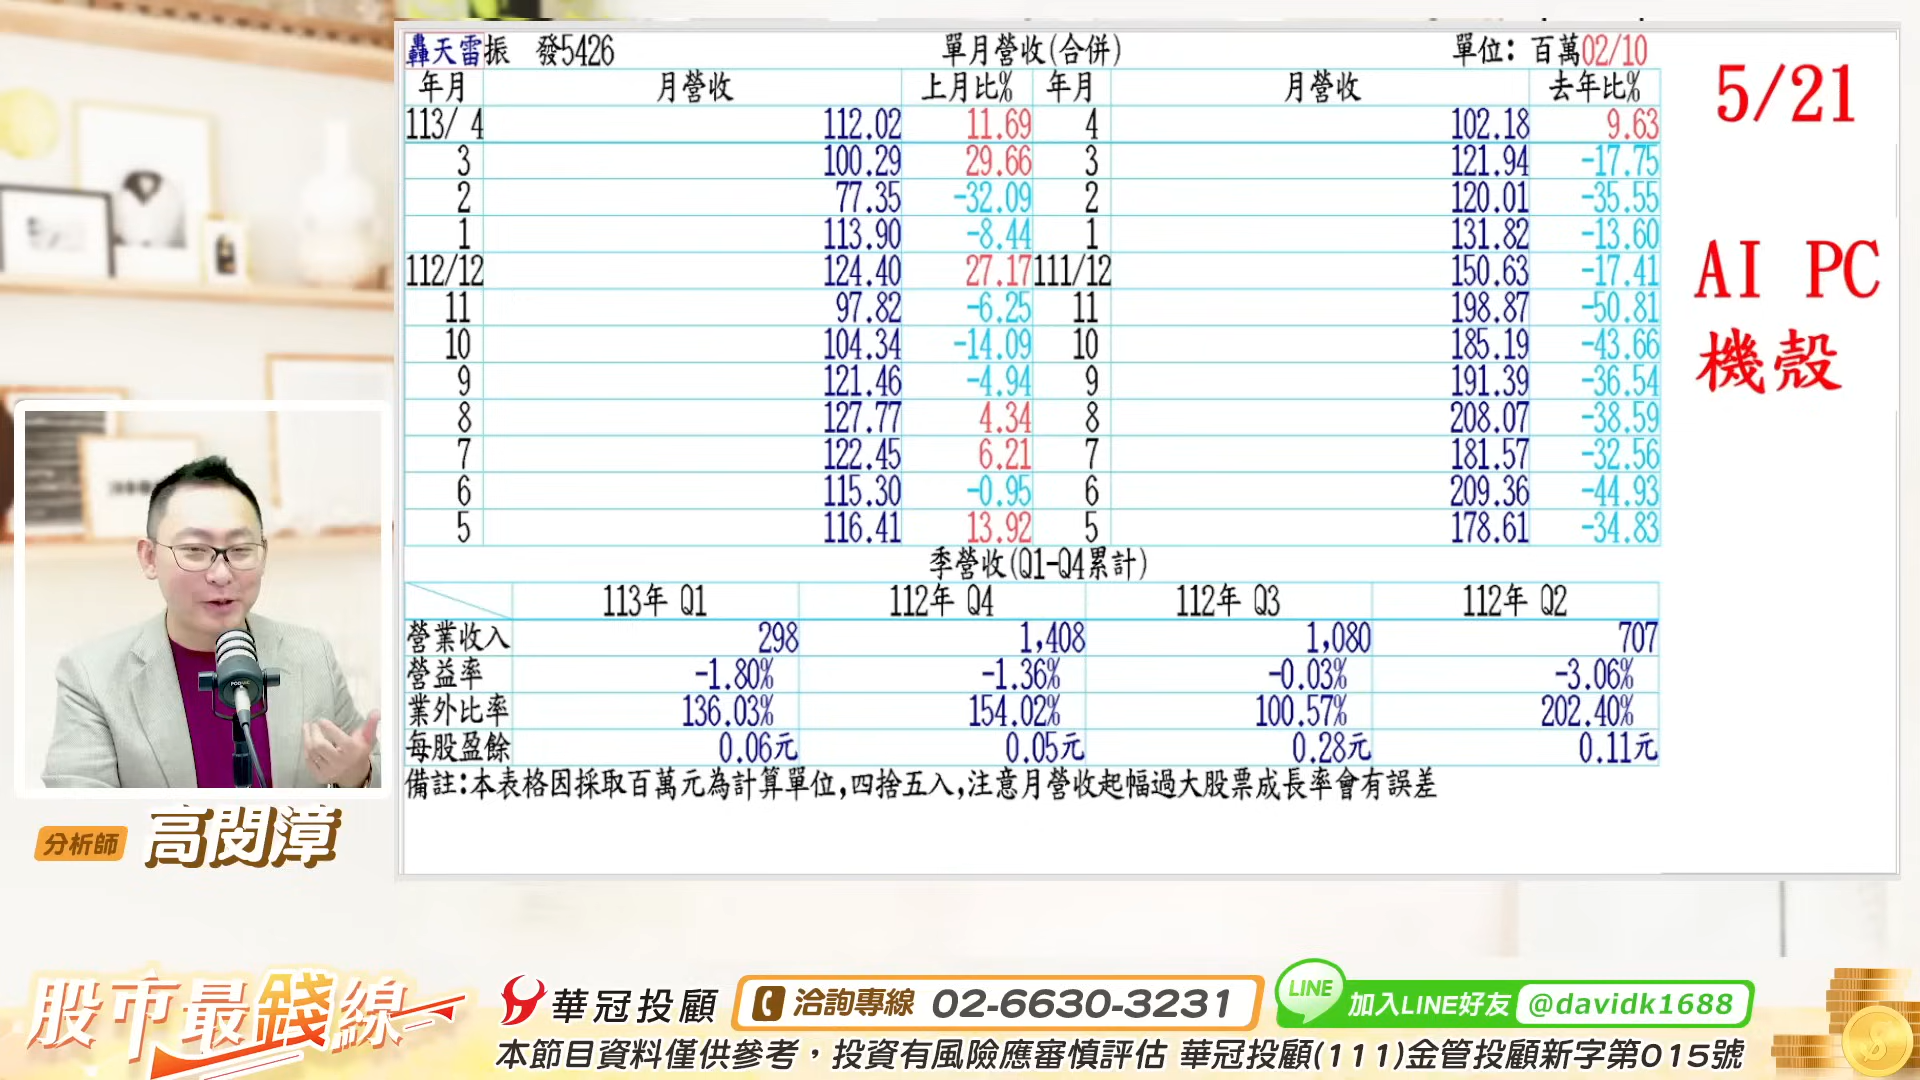 轟天雷振 發5426 單月營收(合併) 單位: 百萬02/10
年月 月營收 上月比% 年月 月營收 去年比%
113/ 4 112.02 11.69 4 102.18 9.63
3 100.29 29.66 3 121.94 -17.75
2 77.35 -32.09 2 120.01 -35.55
1 113.90 -8.44 1 131.82 -13.60
112/12 124.40 27.17 111/12 150.63 -17.41
11 97.82 -6.25 11 198.87 -50.81
10 104.34 -14.09 10 185.19 -43.66
9 121.46 -4.94 9 191.39 -36.54
8 127.77 4.34 8 208.07 -38.59
7 122.45 6.21 7 181.57 -32.56
6 115.30 -0.95 6 209.36 -44.93
5 116.41 13.92 5 178.61 -34.83
季營收(Q1-Q4累計)
113年 Q1 112年 Q4 112年 Q3 112年 Q2
營業收入 298 1,408 1,080 707
營益率 -1.80% -1.36% -0.03% -3.06%
業外比率 136.03% 154.02% 100.57% 202.40%
每股盈餘 0.06元 0.05元 0.28元 0.11元
備註:本表格因採取百萬元為計算單位,四捨五入,注意月營收起幅過大股票成長率會有誤差
5/21
AI PC
機殼
分析師 高閔漳
股市最錢線
華冠投顧 洽詢專線 02-6630-3231 LINE 加入LINE好友 @davidk1688
本節目資料僅供參考，投資有風險應審慎評估 華冠投顧(111)金管投顧新字第015號